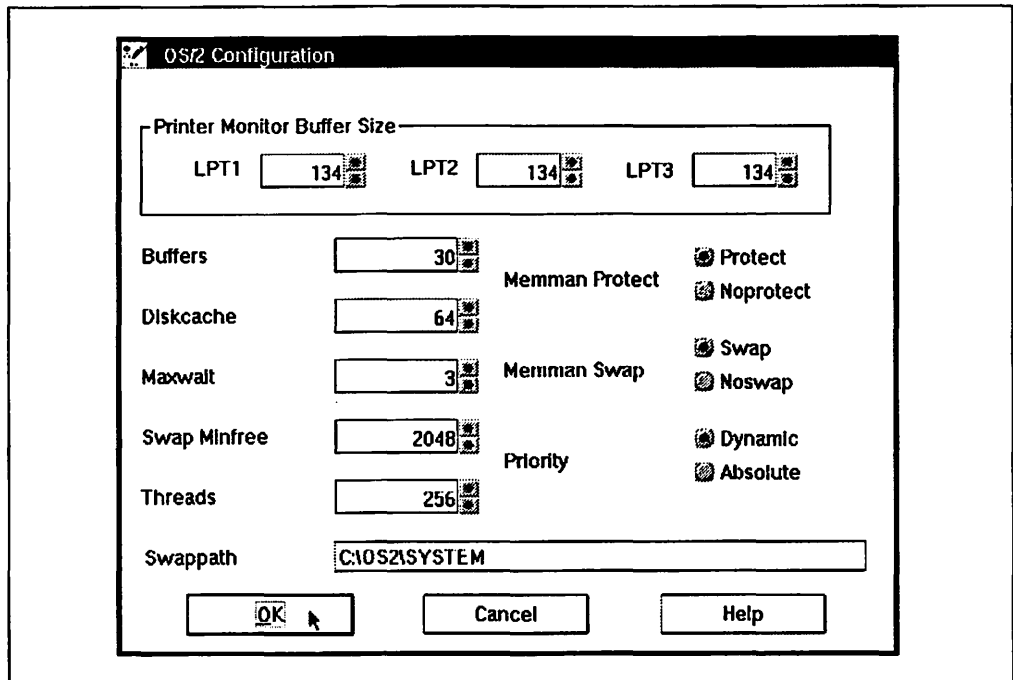 OS/2 Configuration
Printer Monitor Buffer Size
LPT1 134 LPT2 134 LPT3 134
Buffers 30
Memman Protect
Protect
Noprotect
Diskcache 64
Maxwait 3
Memman Swap
Swap
Noswap
Swap Minfree 2048
Priority
Dynamic
Absolute
Threads 256
Swappath C:\OS2\SYSTEM
OK Cancel Help